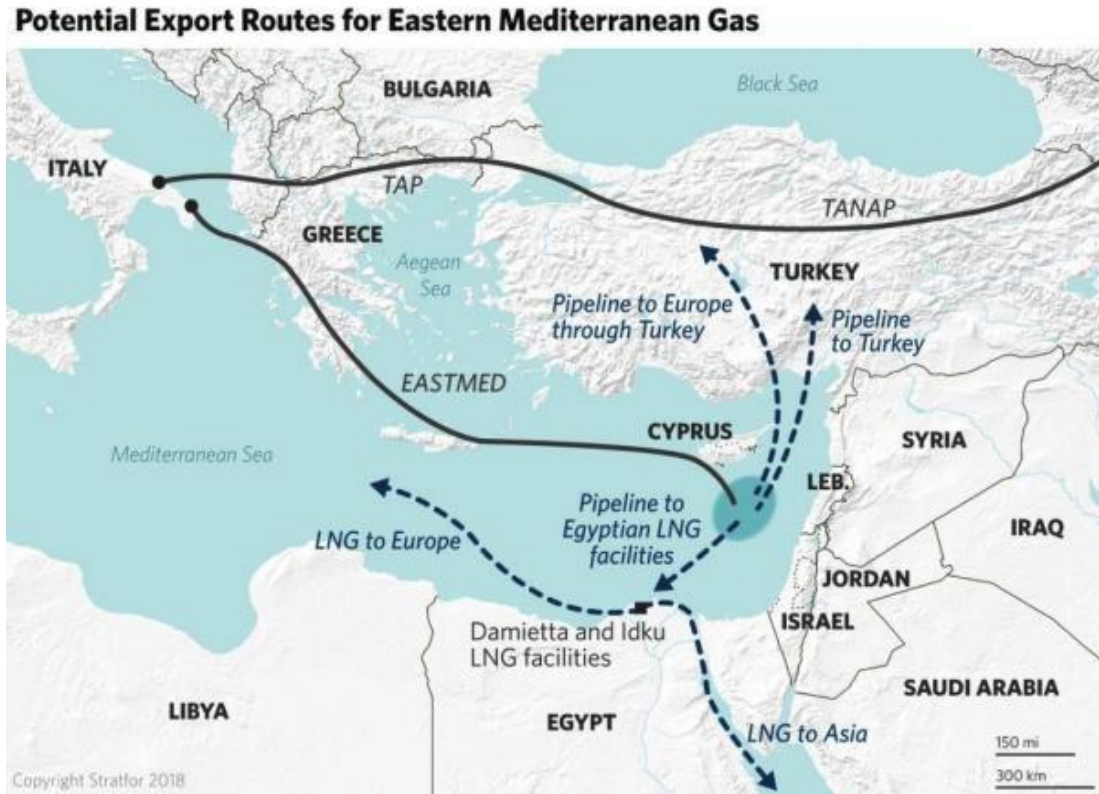 Potential Export Routes for Eastern Mediterranean Gas
Black Sea
BULGARIA
ITALY
TAP
TANAP
GREECE
Aegean
Sea
TURKEY
Pipeline to Europe
through Turkey
Pipeline
to Turkey
EASTMED
CYPRUS
SYRIA
Mediterranean Sea
LEB.
Pipeline to
Egyptian LNG
facilities
IRAQ
LNG to Europe
JORDAN
ISRAEL
Damietta and Idku
LNG facilities
SAUDI ARABIA
LIBYA
EGYPT
LNG to Asia
150 mi
300 km
Copyright Stratfor 2018